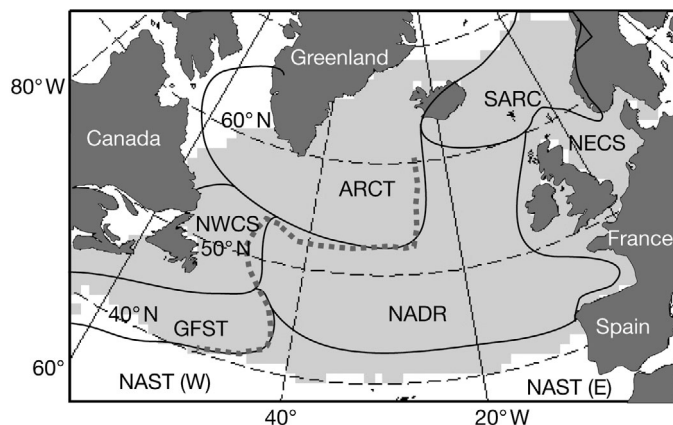 Greenland
80°W
SARC
60°N
Canada
NECS
ARCT
NWCS
50°N
France
40°N
NADR
GFST
Spain
60°
NAST (W)
NAST (E)
40°
20°W